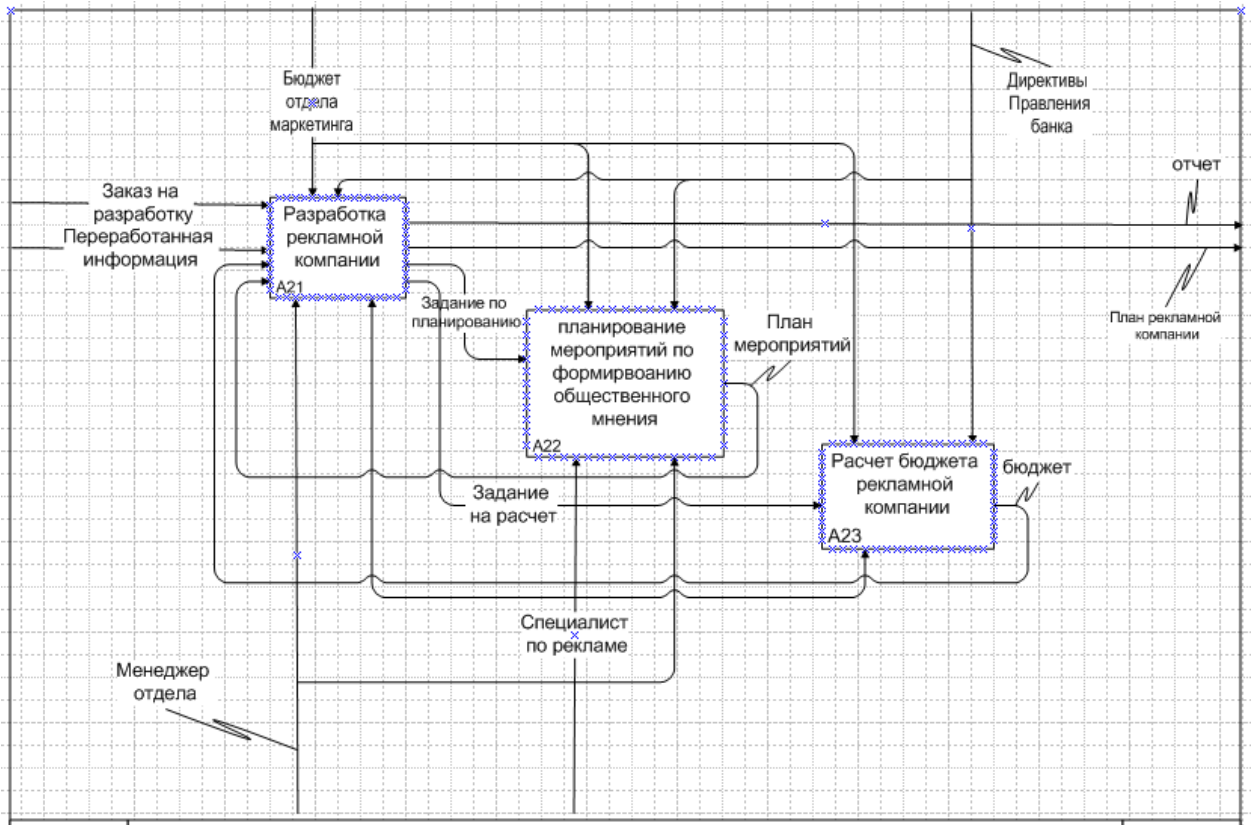 Бюджет
отдела
маркетинга
Директивы
Правления
банка
отчет
Заказ на
разработку
Переработанная
информация
Разработка
рекламной
компании
A21
Задание по
планированию
планирование
мероприятий по
формирвоанию
общественного
мнения
A22
План
мероприятий
План рекламной
компании
Расчет бюджета
рекламной
компании
A23
бюджет
Задание
на расчет
Специалист
по рекламе
Менеджер
отдела